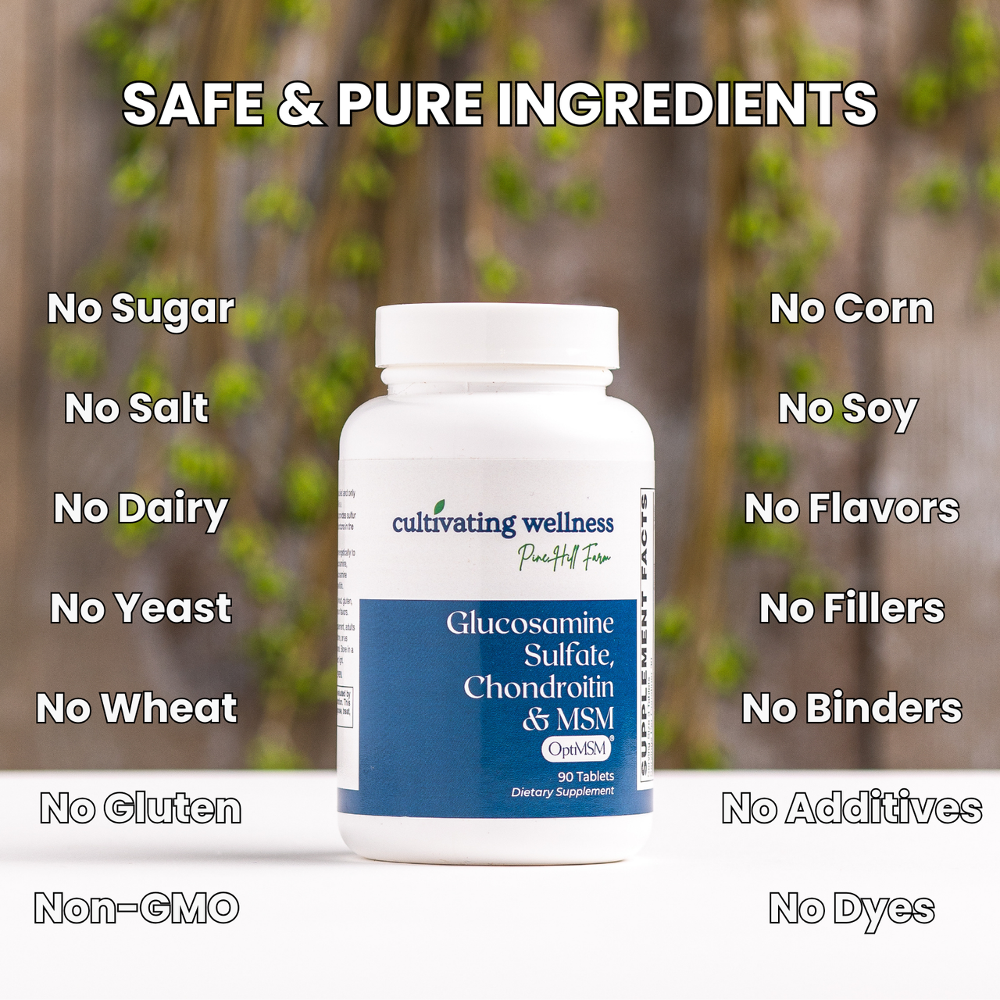 SAFE & PURE INGREDIENTS
No Sugar
No Salt
No Dairy
No Yeast
No Wheat
No Gluten
Non-GMO
No Corn
No Soy
No Flavors
No Fillers
No Binders
No Additives
No Dyes
cultivating wellness
Pine Hill Farm
Glucosamine
Sulfate,
Chondroitin
& MSM
OptiMSM®
90 Tablets
Dietary Supplement
SUPPLEMENT FACTS